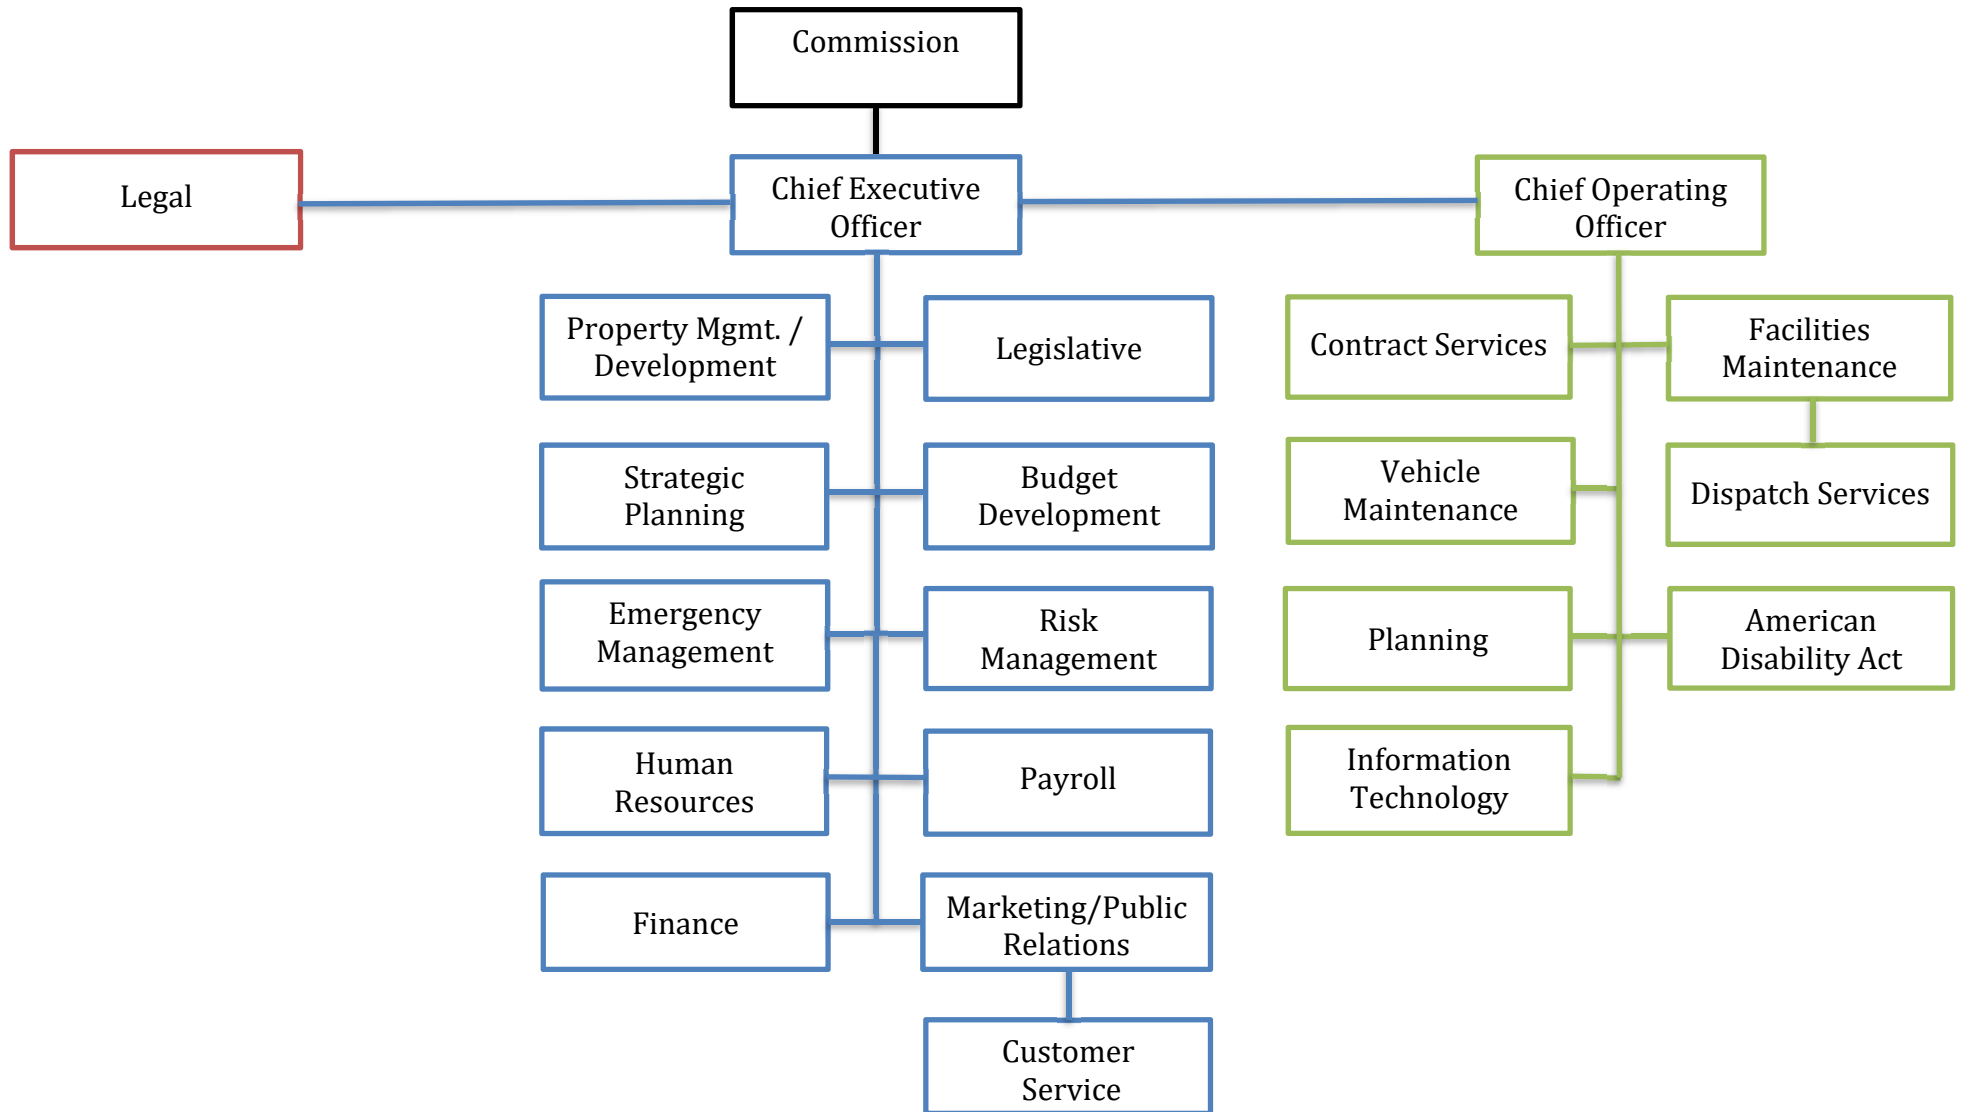 Commission
Legal
Chief Executive
Officer
Chief Operating
Officer
Property Mgmt. /
Development
Legislative
Contract Services
Facilities
Maintenance
Strategic
Planning
Budget
Development
Vehicle
Maintenance
Dispatch Services
Emergency
Management
Risk
Management
Planning
American
Disability Act
Human
Resources
Payroll
Information
Technology
Finance
Marketing/Public
Relations
Customer
Service